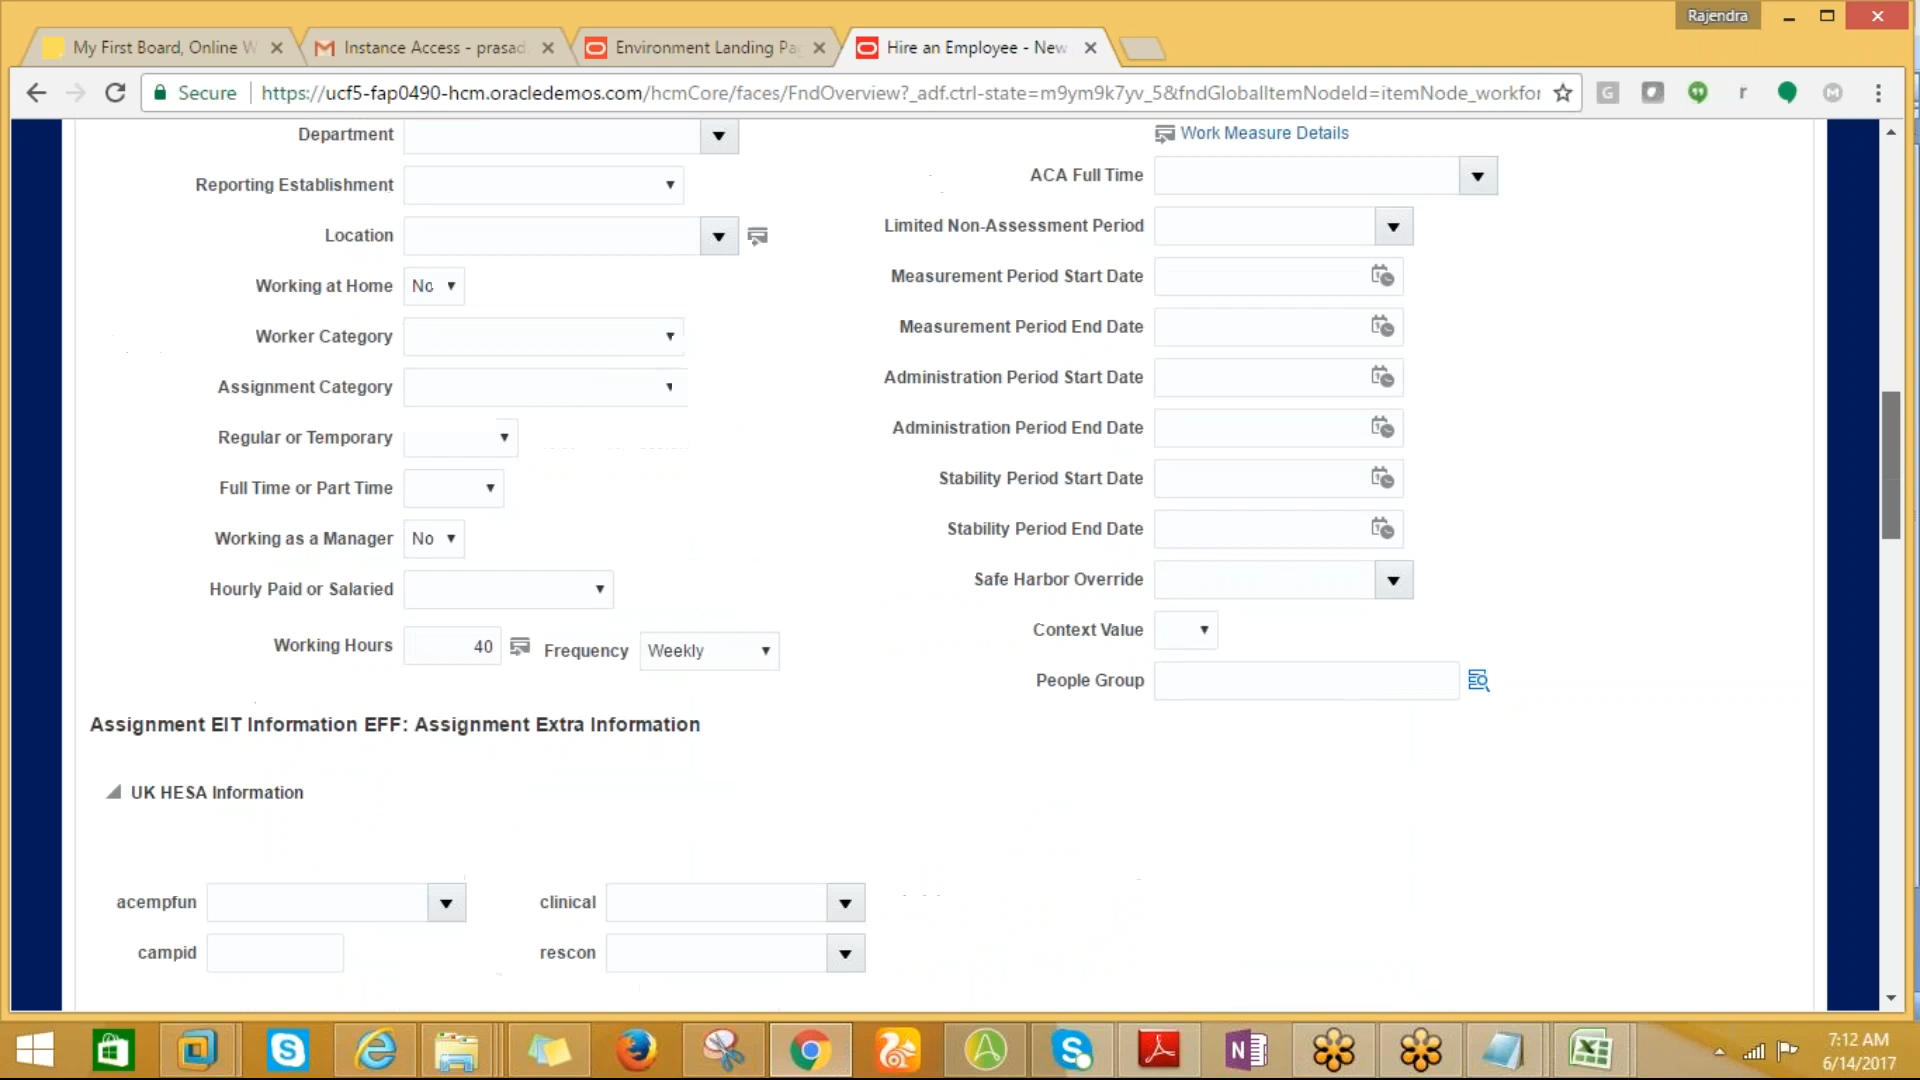 Rajendra
My First Board, Online W
Instance Access - prasad
Environment Landing Pa
Hire an Employee - New
Secure
https://ucf5-fap0490-hcm.oracledemos.com/hcmCore/faces/FndOverview?_adf.ctrl-state=m9ym9k7yv_5&fndGlobalItemNodeId=itemNode_workfor
Department
Reporting Establishment
Location
Working at Home No
Worker Category
Assignment Category
Regular or Temporary
Full Time or Part Time
Working as a Manager No
Hourly Paid or Salaried
Working Hours 40 Frequency Weekly
Work Measure Details
ACA Full Time
Limited Non-Assessment Period
Measurement Period Start Date
Measurement Period End Date
Administration Period Start Date
Administration Period End Date
Stability Period Start Date
Stability Period End Date
Safe Harbor Override
Context Value
People Group
Assignment EIT Information EFF: Assignment Extra Information
UK HESA Information
acempfun
clinical
campid
rescon
7:12 AM
6/14/2017